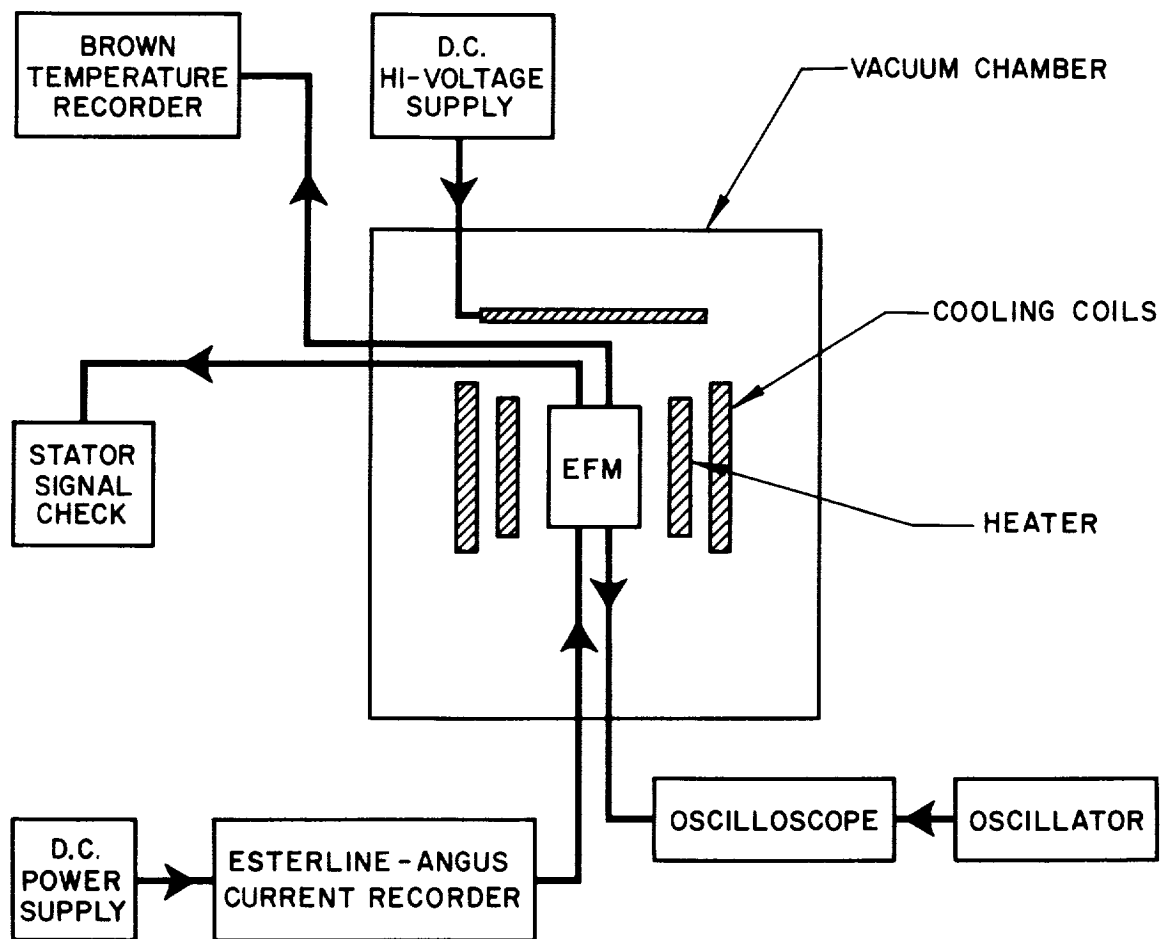 BROWN
TEMPERATURE
RECORDER
D.C.
HI-VOLTAGE
SUPPLY
VACUUM CHAMBER
COOLING COILS
STATOR
SIGNAL
CHECK
EFM
HEATER
D.C.
POWER
SUPPLY
ESTERLINE-ANGUS
CURRENT RECORDER
OSCILLOSCOPE
OSCILLATOR